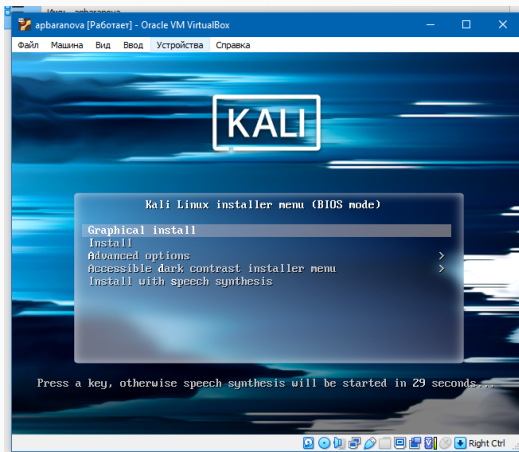 apbaranova [Работает] - Oracle VM VirtualBox
Файл Машина Вид Ввод Устройства Справка
KALI
Kali Linux installer menu (BIOS mode)
Graphical install
Install
Advanced options >
Accessible dark contrast installer menu >
Install with speech synthesis
Press a key, otherwise speech synthesis will be started in 29 seconds...
Right Ctrl